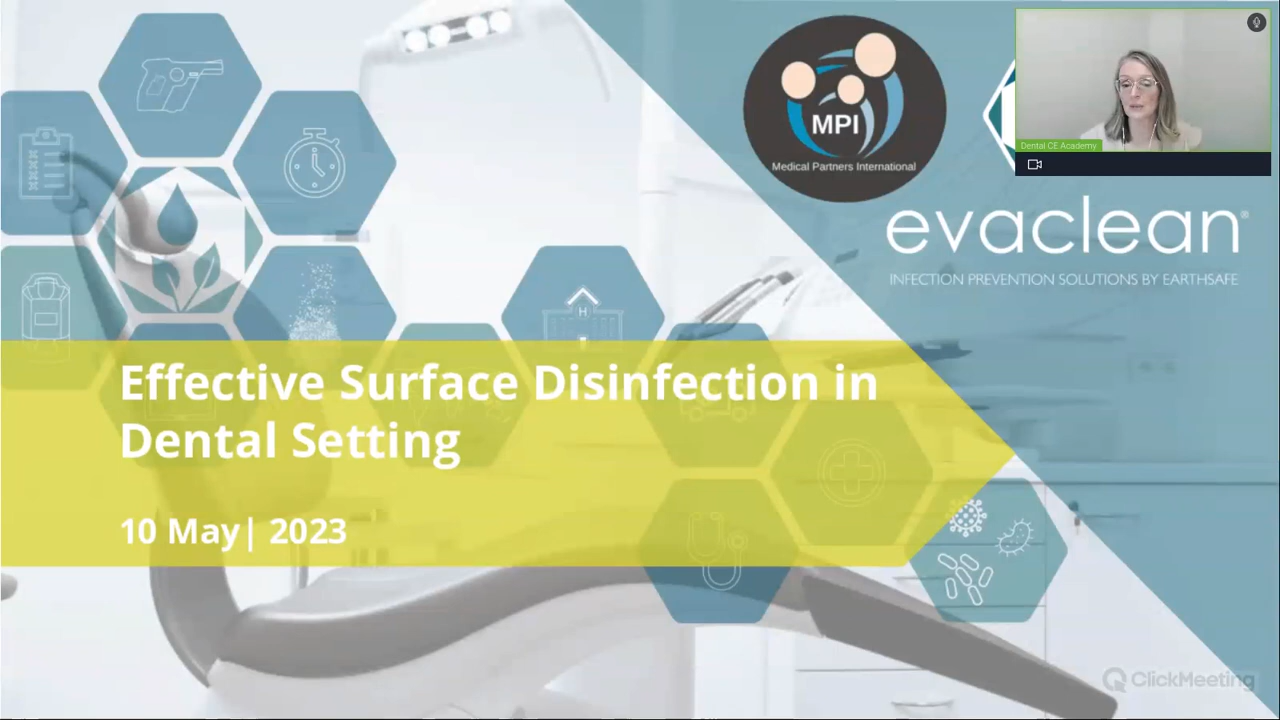 MPI
Medical Partners International
Dental CE Academy
evaclean®
INFECTION PREVENTION SOLUTIONS BY EARTHSAFE
H
Effective Surface Disinfection in
Dental Setting
10 May| 2023
ClickMeeting